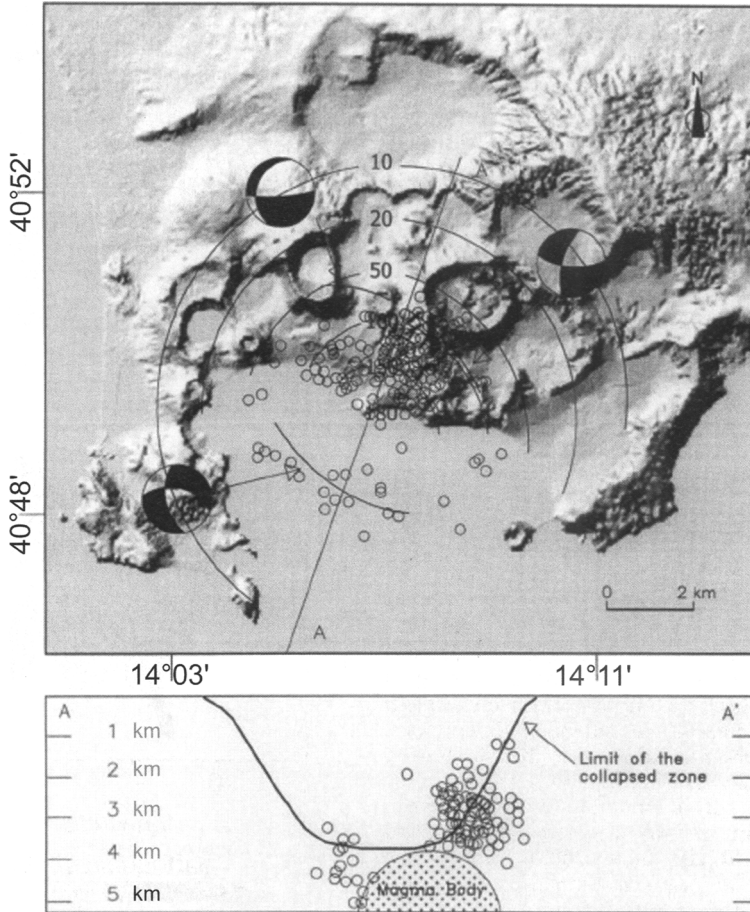 N
10
A
40°52'
20
50
40°48'
0 2 km
A
14°03'
14°11'
A
A'
1 km
Limit of the
collapsed zone
2 km
3 km
4 km
Magma Body
5 km